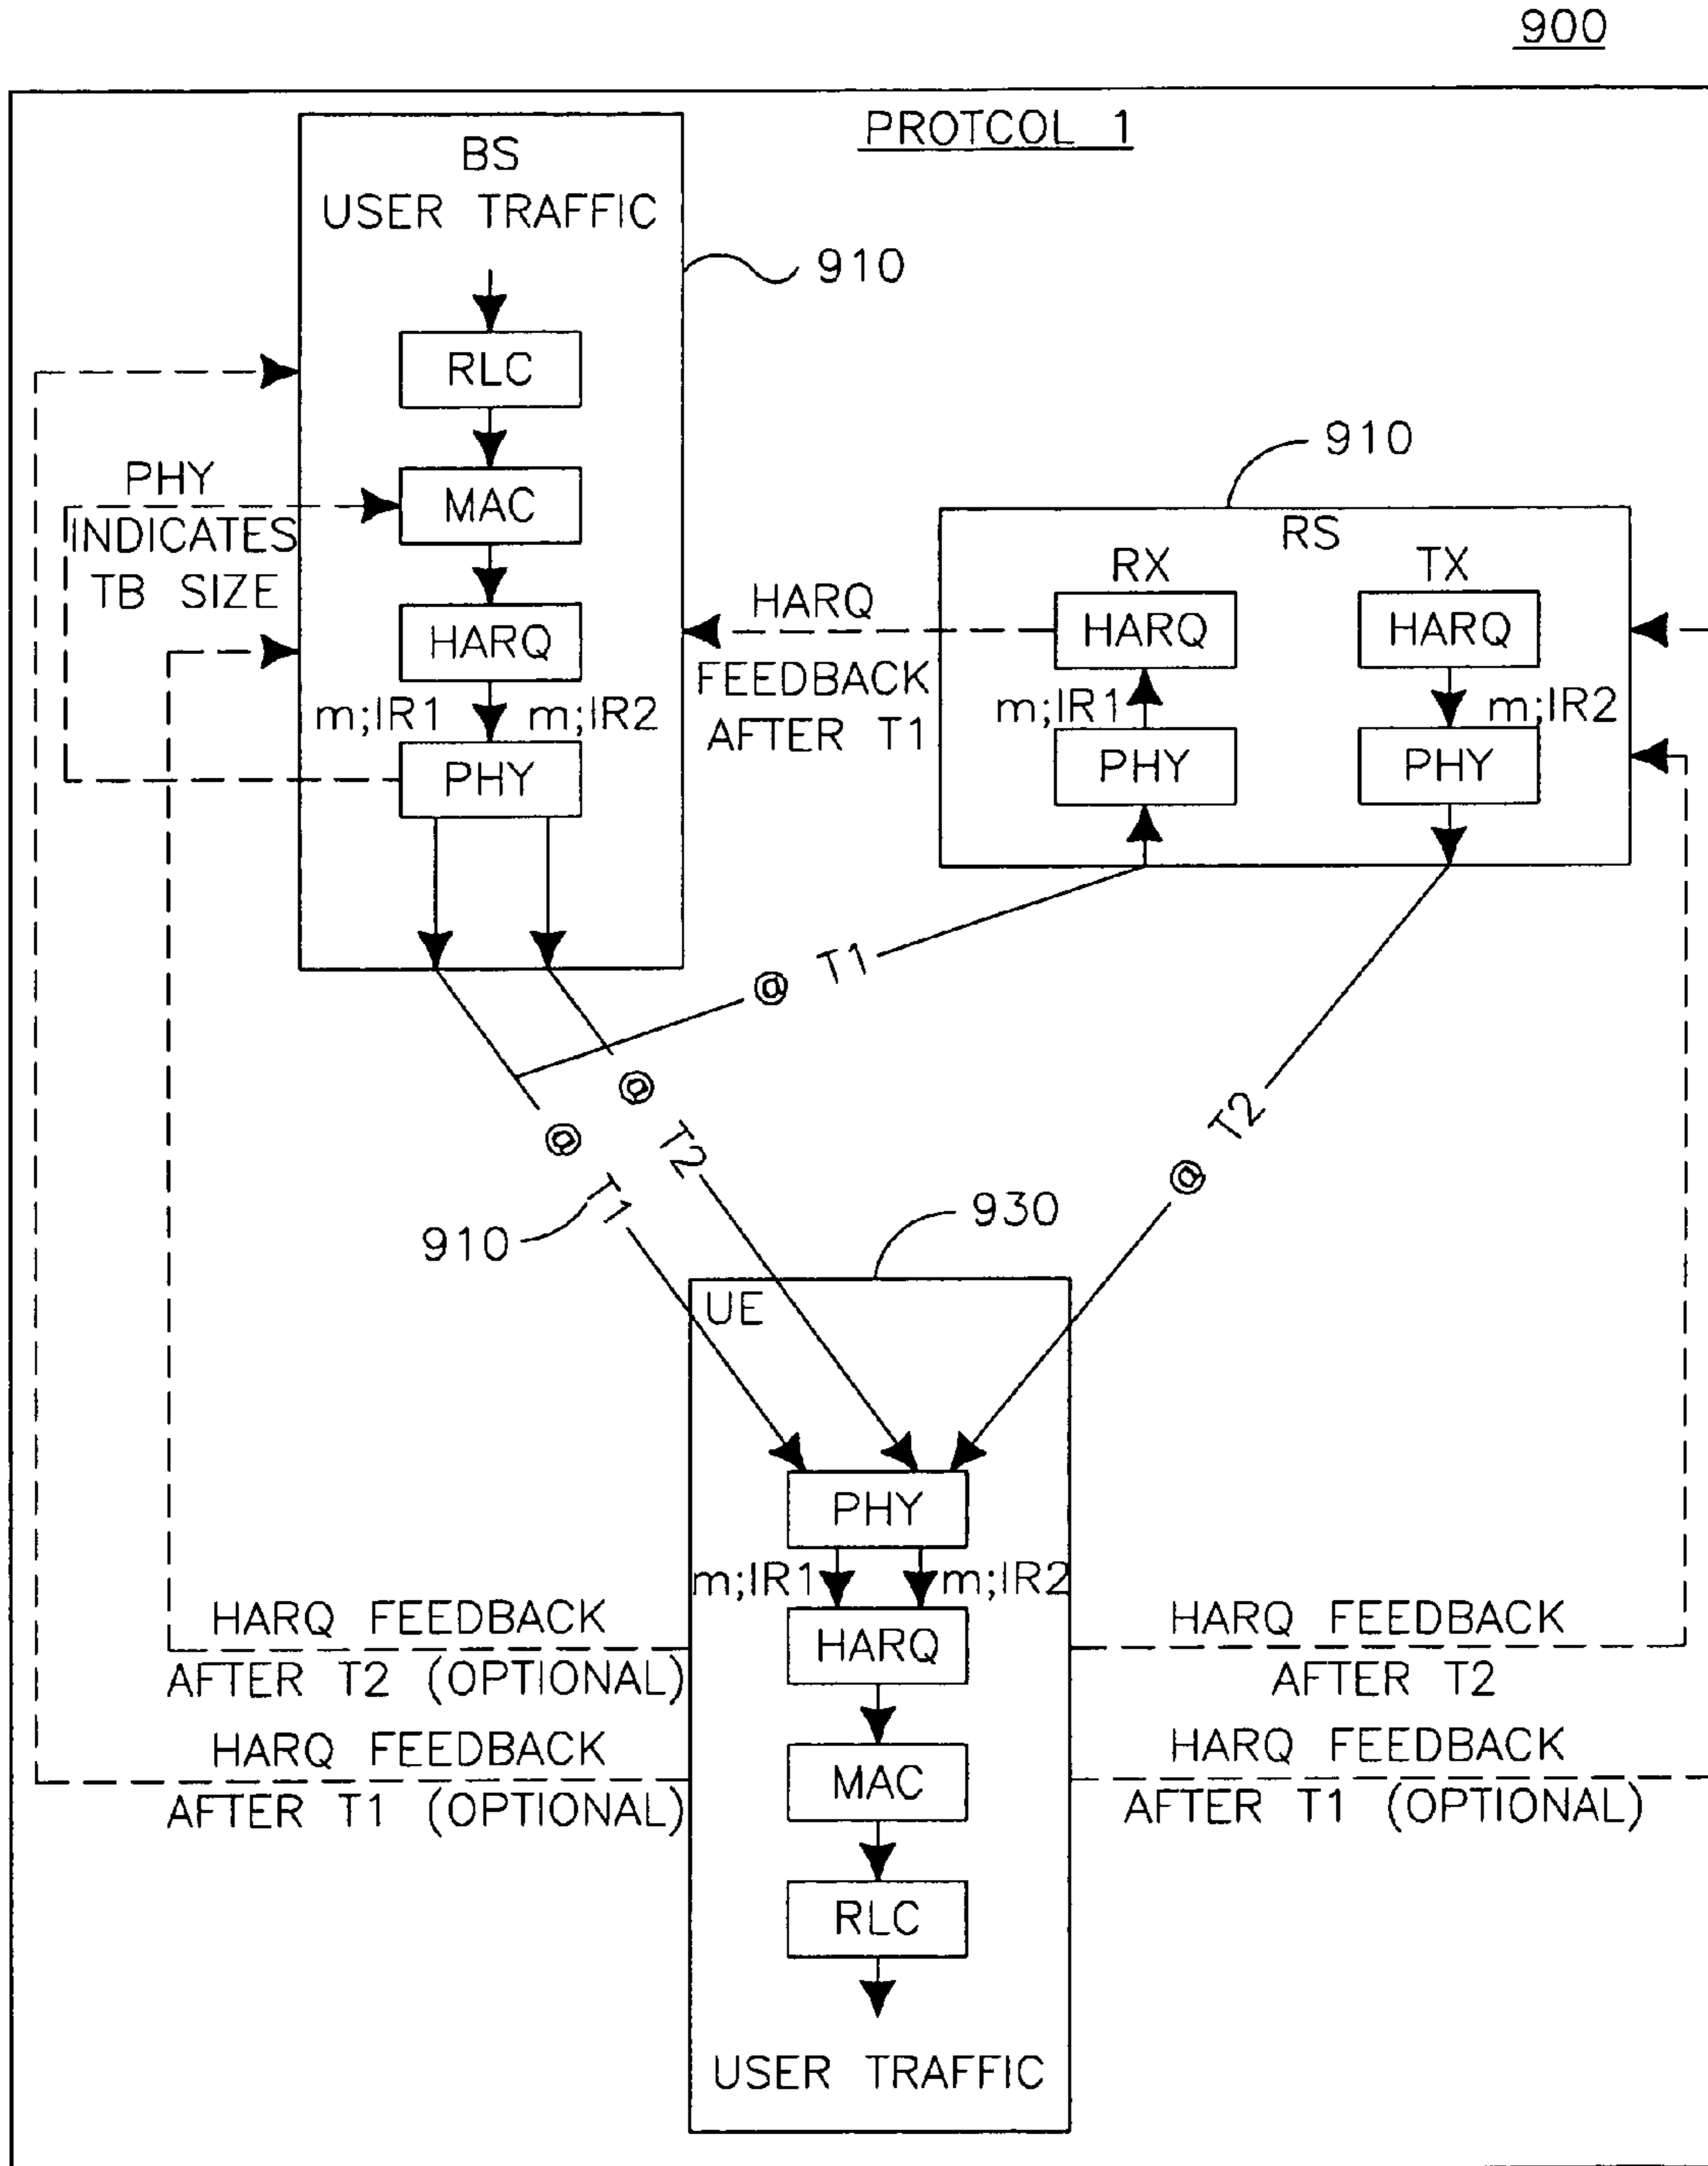 900
PROTCOL 1
BS
USER TRAFFIC
910
RLC
PHY
INDICATES
TB SIZE
MAC
HARQ
m;IR1
m;IR2
PHY
910
RS
RX
TX
HARQ
HARQ
m;IR1
m;IR2
PHY
PHY
HARQ
FEEDBACK
AFTER T1
@ T1
@ T2
@ T1
@ T2
910
930
UE
PHY
m;IR1
m;IR2
HARQ
MAC
RLC
USER TRAFFIC
HARQ FEEDBACK
AFTER T2 (OPTIONAL)
HARQ FEEDBACK
AFTER T1 (OPTIONAL)
HARQ FEEDBACK
AFTER T2
HARQ FEEDBACK
AFTER T1 (OPTIONAL)